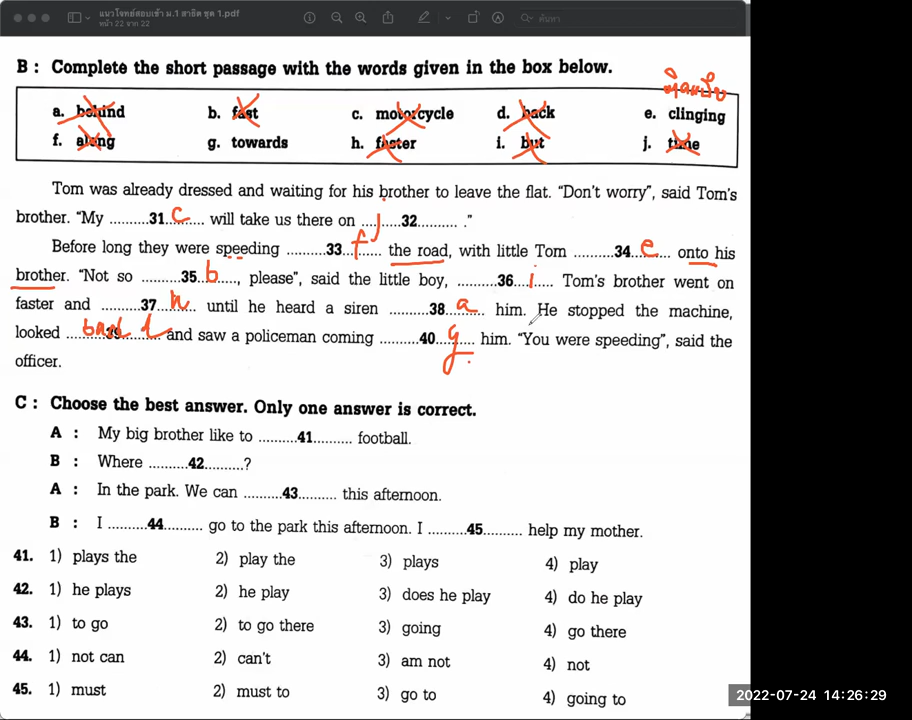 แนวโจทย์สอบเข้า ม.1 สาธิต ชุด 1.pdf
หน้า 22 จาก 22
ค้นหา
B : Complete the short passage with the words given in the box below.
a. behind b. fast c. motorcycle d. back e. clinging
f. along g. towards h. faster i. but j. time
Tom was already dressed and waiting for his brother to leave the flat. “Don't worry”, said Tom's
brother. “My ..........31 c ....... will take us there on .... j .....32.......... .”
Before long they were speeding ..........33 f ...... the road, with little Tom ..........34 e .... onto his
brother. “Not so ..........35 b ...., please”, said the little boy, ..........36 i .... Tom's brother went on
faster and ..........37 h .... until he heard a siren ..........38 a .... him. He stopped the machine,
looked ..........39 back d .... and saw a policeman coming ..........40 g .... him. “You were speeding”, said the
officer.
C : Choose the best answer. Only one answer is correct.
A : My big brother like to ..........41.......... football.
B : Where ..........42..........?
A : In the park. We can ..........43.......... this afternoon.
B : I ..........44.......... go to the park this afternoon. I ..........45.......... help my mother.
41. 1) plays the 2) play the 3) plays 4) play
42. 1) he plays 2) he play 3) does he play 4) do he play
43. 1) to go 2) to go there 3) going 4) go there
44. 1) not can 2) can't 3) am not 4) not
45. 1) must 2) must to 3) go to 4) going to
2022-07-24 14:26:29